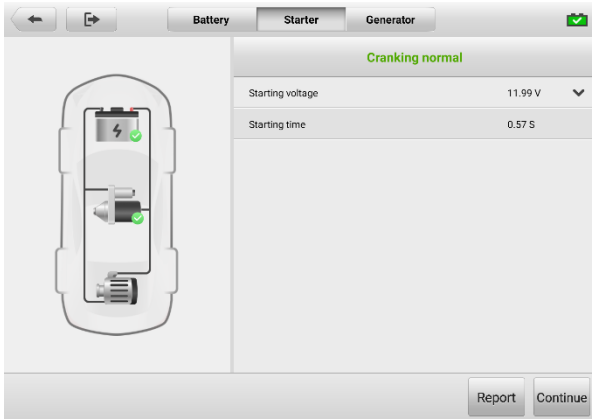 Battery Starter Generator
Cranking normal
Starting voltage 11.99 V
Starting time 0.57 S
Report Continue